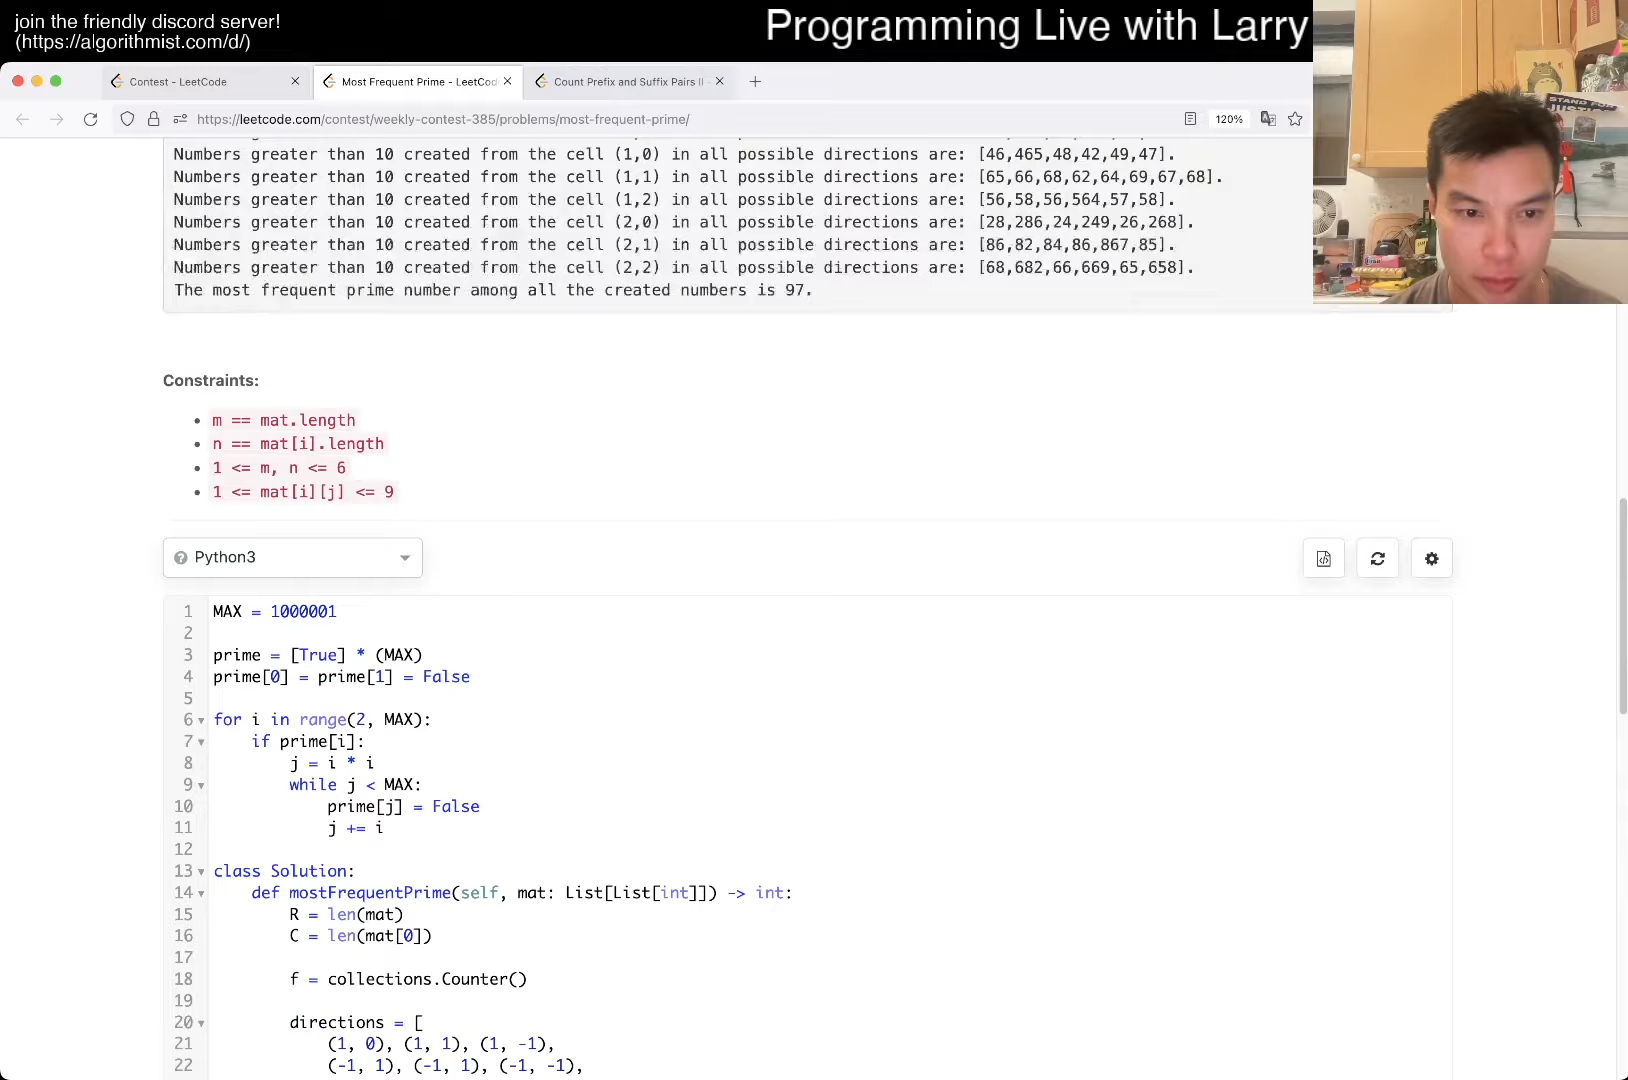 join the friendly discord server!
(https://algorithmist.com/d/)
Programming Live with Larry
Contest - LeetCode
Most Frequent Prime - LeetCod
Count Prefix and Suffix Pairs II -
https://leetcode.com/contest/weekly-contest-385/problems/most-frequent-prime/
120%
Numbers greater than 10 created from the cell (1,0) in all possible directions are: [46,465,48,42,49,47].
Numbers greater than 10 created from the cell (1,1) in all possible directions are: [65,66,68,62,64,69,67,68].
Numbers greater than 10 created from the cell (1,2) in all possible directions are: [56,58,56,564,57,58].
Numbers greater than 10 created from the cell (2,0) in all possible directions are: [28,286,24,249,26,268].
Numbers greater than 10 created from the cell (2,1) in all possible directions are: [86,82,84,86,867,85].
Numbers greater than 10 created from the cell (2,2) in all possible directions are: [68,682,66,669,65,658].
The most frequent prime number among all the created numbers is 97.
Constraints:
• m == mat.length
• n == mat[i].length
• 1 <= m, n <= 6
• 1 <= mat[i][j] <= 9
Python3
1 MAX = 1000001
2
3 prime = [True] * (MAX)
4 prime[0] = prime[1] = False
5
6 for i in range(2, MAX):
7     if prime[i]:
8         j = i * i
9         while j < MAX:
10             prime[j] = False
11             j += i
12
13 class Solution:
14     def mostFrequentPrime(self, mat: List[List[int]]) -> int:
15         R = len(mat)
16         C = len(mat[0])
17
18         f = collections.Counter()
19
20         directions = [
21             (1, 0), (1, 1), (1, -1),
22             (-1, 1), (-1, 1), (-1, -1),